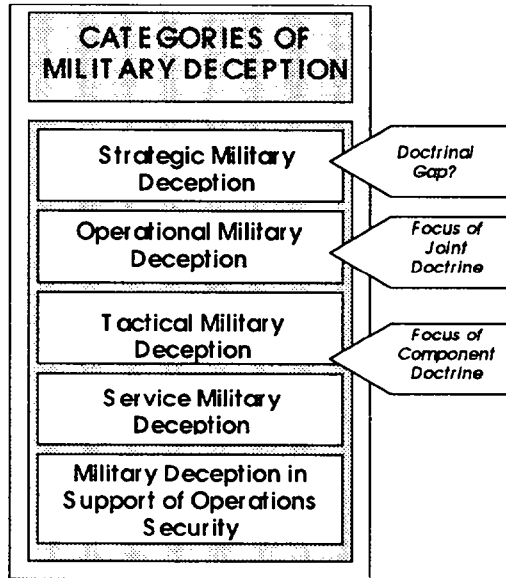 CATEGORIES OF
MILITARY DECEPTION
Strategic Military
Deception
Doctrinal
Gap?
Operational Military
Deception
Focus of
Joint
Doctrine
Tactical Military
Deception
Focus of
Component
Doctrine
Service Military
Deception
Military Deception in
Support of Operations
Security